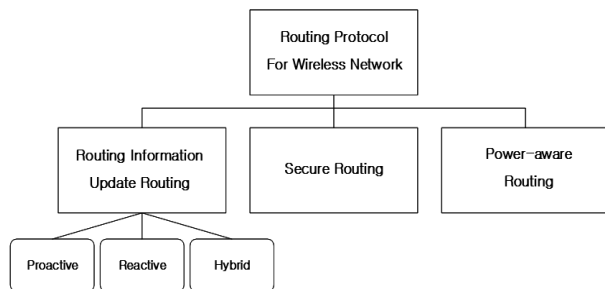 Routing Protocol
For Wireless Network
Routing Information
Update Routing
Secure Routing
Power-aware
Routing
Proactive
Reactive
Hybrid